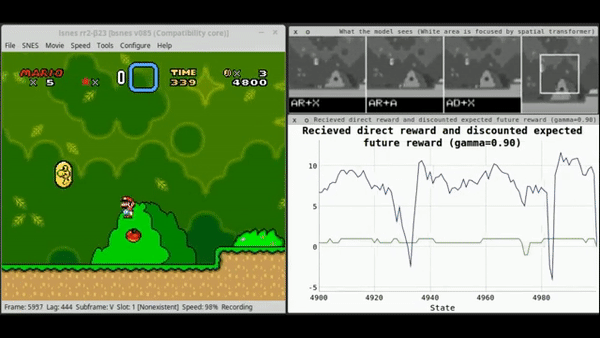 lsnes rr2-β23 [bsnes v085 (Compatibility core)]
File SNES Movie Speed Tools Configure Help
MARIO
TIME
x 5
x
0
339
x 3
4800
Frame: 5997 Lag: 444 Subframe: V Slot: 1 [Nonexistent] Speed: 98% Recording
x o What the model sees (White area is focused by spatial transformer)
AR+X
AR+A
AD+X
x o Recieved direct reward and discounted expected future reward (gamma=0.90)
Recieved direct reward and discounted expected
future reward (gamma=0.90)
10
5
0
-5
4900
4920
4940
4960
4980
State